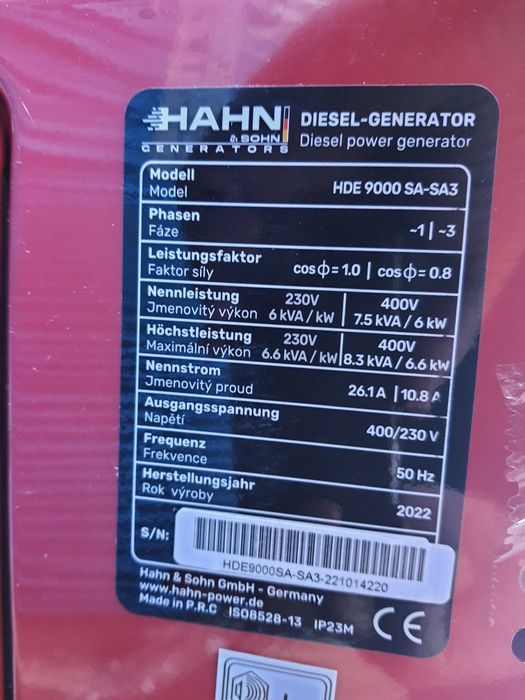 HAHN
& SOHN
GENERATORS
DIESEL-GENERATOR
Diesel power generator
Modell
Model
HDE 9000 SA-SA3
Phasen
Fáze
~1 | ~3
Leistungsfaktor
Faktor síly
cosϕ=1.0 | cosϕ=0.8
Nennleistung 230V 400V
Jmenovitý výkon 6 kVA / kW 7.5 kVA / 6 kW
Höchstleistung 230V 400V
Maximální výkon 6.6 kVA / kW 8.3 kVA / 6.6 kW
Nennstrom
Jmenovitý proud
26.1 A | 10.8 A
Ausgangsspannung
Napětí
400/230 V
Frequenz
Frekvence
50 Hz
Herstellungsjahr
Rok výroby
2022
S/N:
HDE9000SA-SA3-221014220
Hahn & Sohn GmbH - Germany
www.hahn-power.de
Made in P.R.C ISO8528-13 IP23M
CE